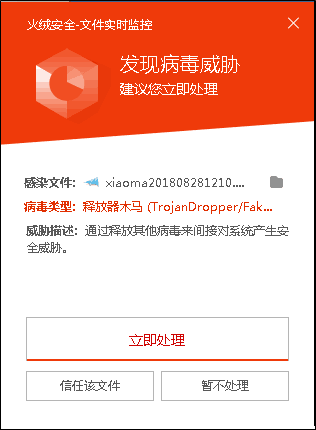 火绒安全-文件实时监控
发现病毒威胁
建议您立即处理
感染文件： xiaoma201808281210....
病毒类型： 释放器木马 (TrojanDropper/Fak...
威胁描述： 通过释放其他病毒来间接对系统产生安
全威胁。
立即处理
信任该文件 暂不处理